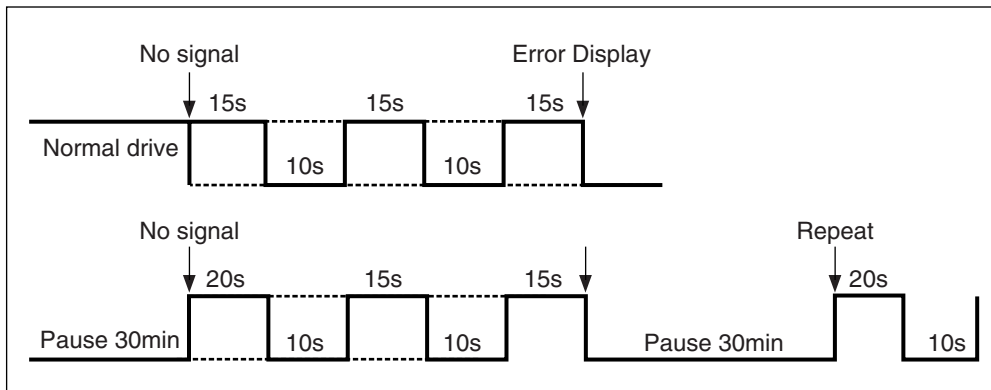 No signal Error Display
15s 15s 15s
Normal drive 10s 10s
No signal Repeat
20s 15s 15s 20s
Pause 30min 10s 10s Pause 30min 10s